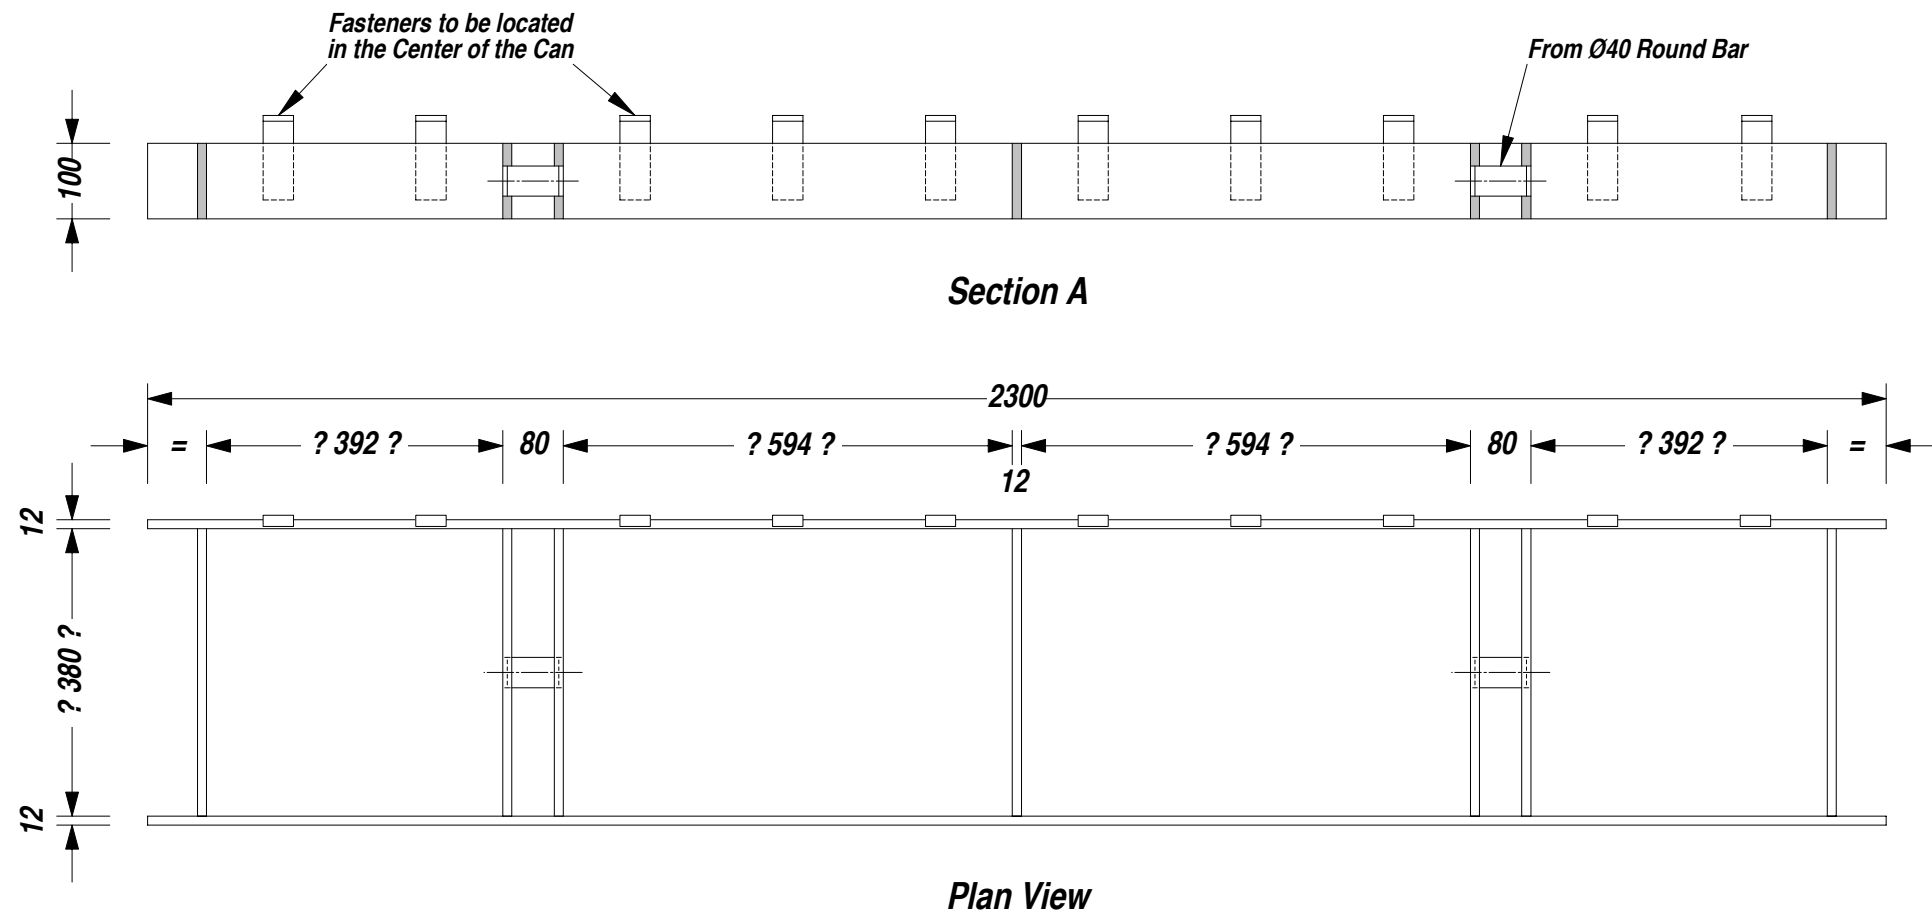 Fasteners to be located
in the Center of the Can
From Ø40 Round Bar
100
Section A
2300
= ? 392 ? 80 ? 594 ? ? 594 ? 80 ? 392 ? =
12
12
? 380 ?
12
Plan View